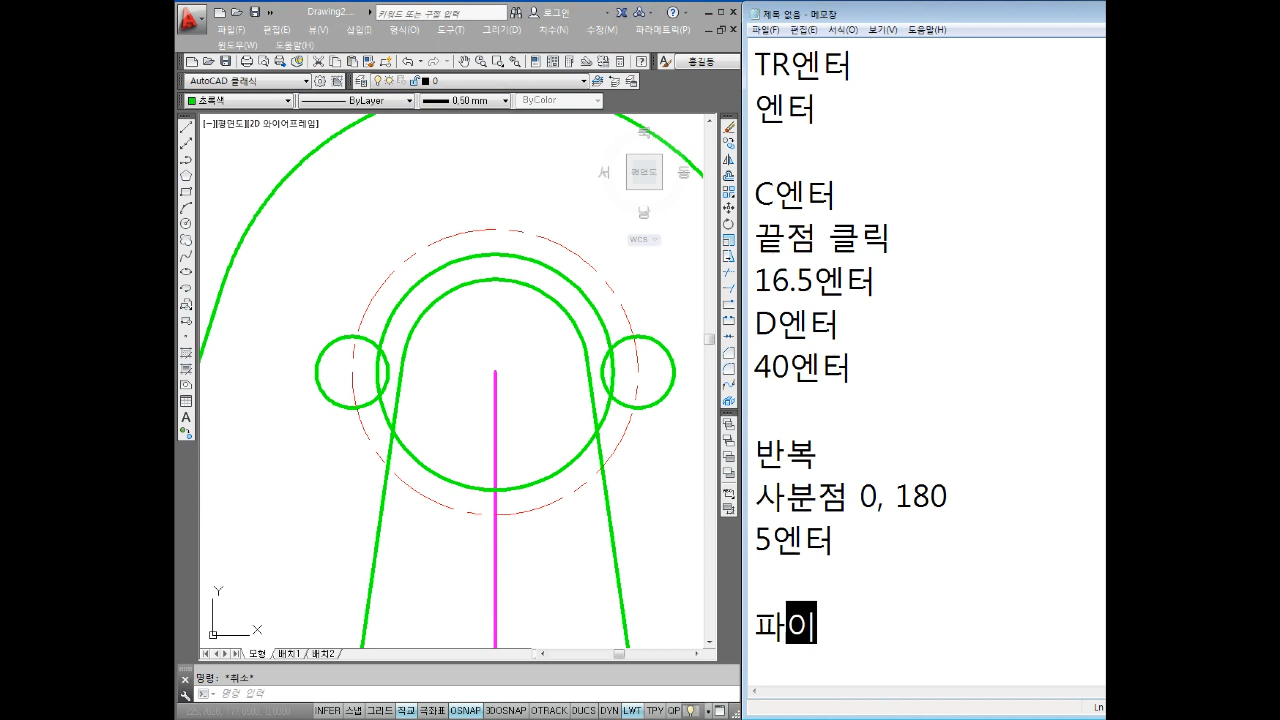 Drawing2....
키워드 또는 구절 입력
로그인
파일(F) 편집(E) 뷰(V) 삽입(I) 형식(O) 도구(T) 그리기(D) 치수(N) 수정(M) 파라메트릭(P)
윈도우(W) 도움말(H)
홍길동
AutoCAD 클래식
0
초록색
ByLayer
0.50 mm
ByColor
[-][평면도][2D 와이어프레임]
북
서
평면도
동
남
WCS
Y
X
모형 배치1 배치2
명령: *취소*
명령 입력
INFER 스냅 그리드 직교 극좌표 OSNAP 3DOSNAP OTRACK DUCS DYN LWT TPY QP
제목 없음 - 메모장
파일(F) 편집(E) 서식(O) 보기(V) 도움말(H)
TR엔터
엔터
C엔터
끝점 클릭
16.5엔터
D엔터
40엔터
반복
사분점 0, 180
5엔터
파이
Ln